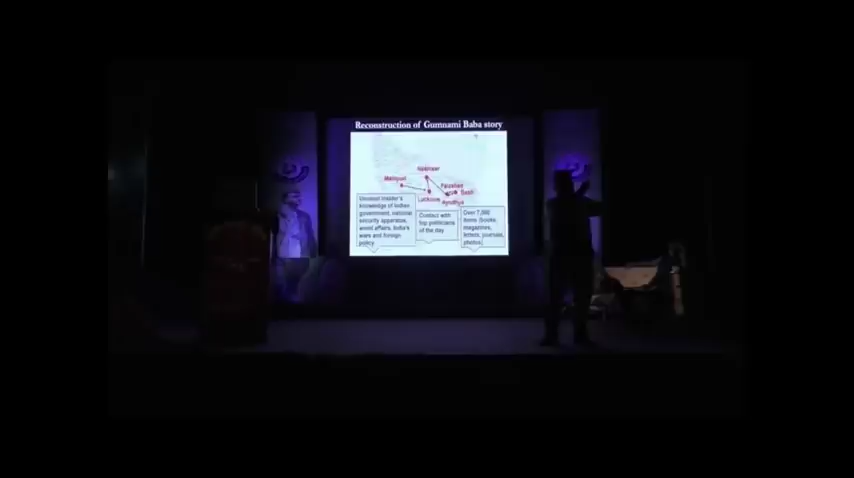 Reconstruction of Gumnami Baba story
Mainpuri
Lucknow
Ayodhya
Faizabad
Basti
Unusual insider's
knowledge of Indian
government, national
security apparatus,
world affairs, India's
wars and foreign
policy
Contact with
top politicians
of the day
Over 7,000
items (books,
magazines,
letters, journals,
photos)